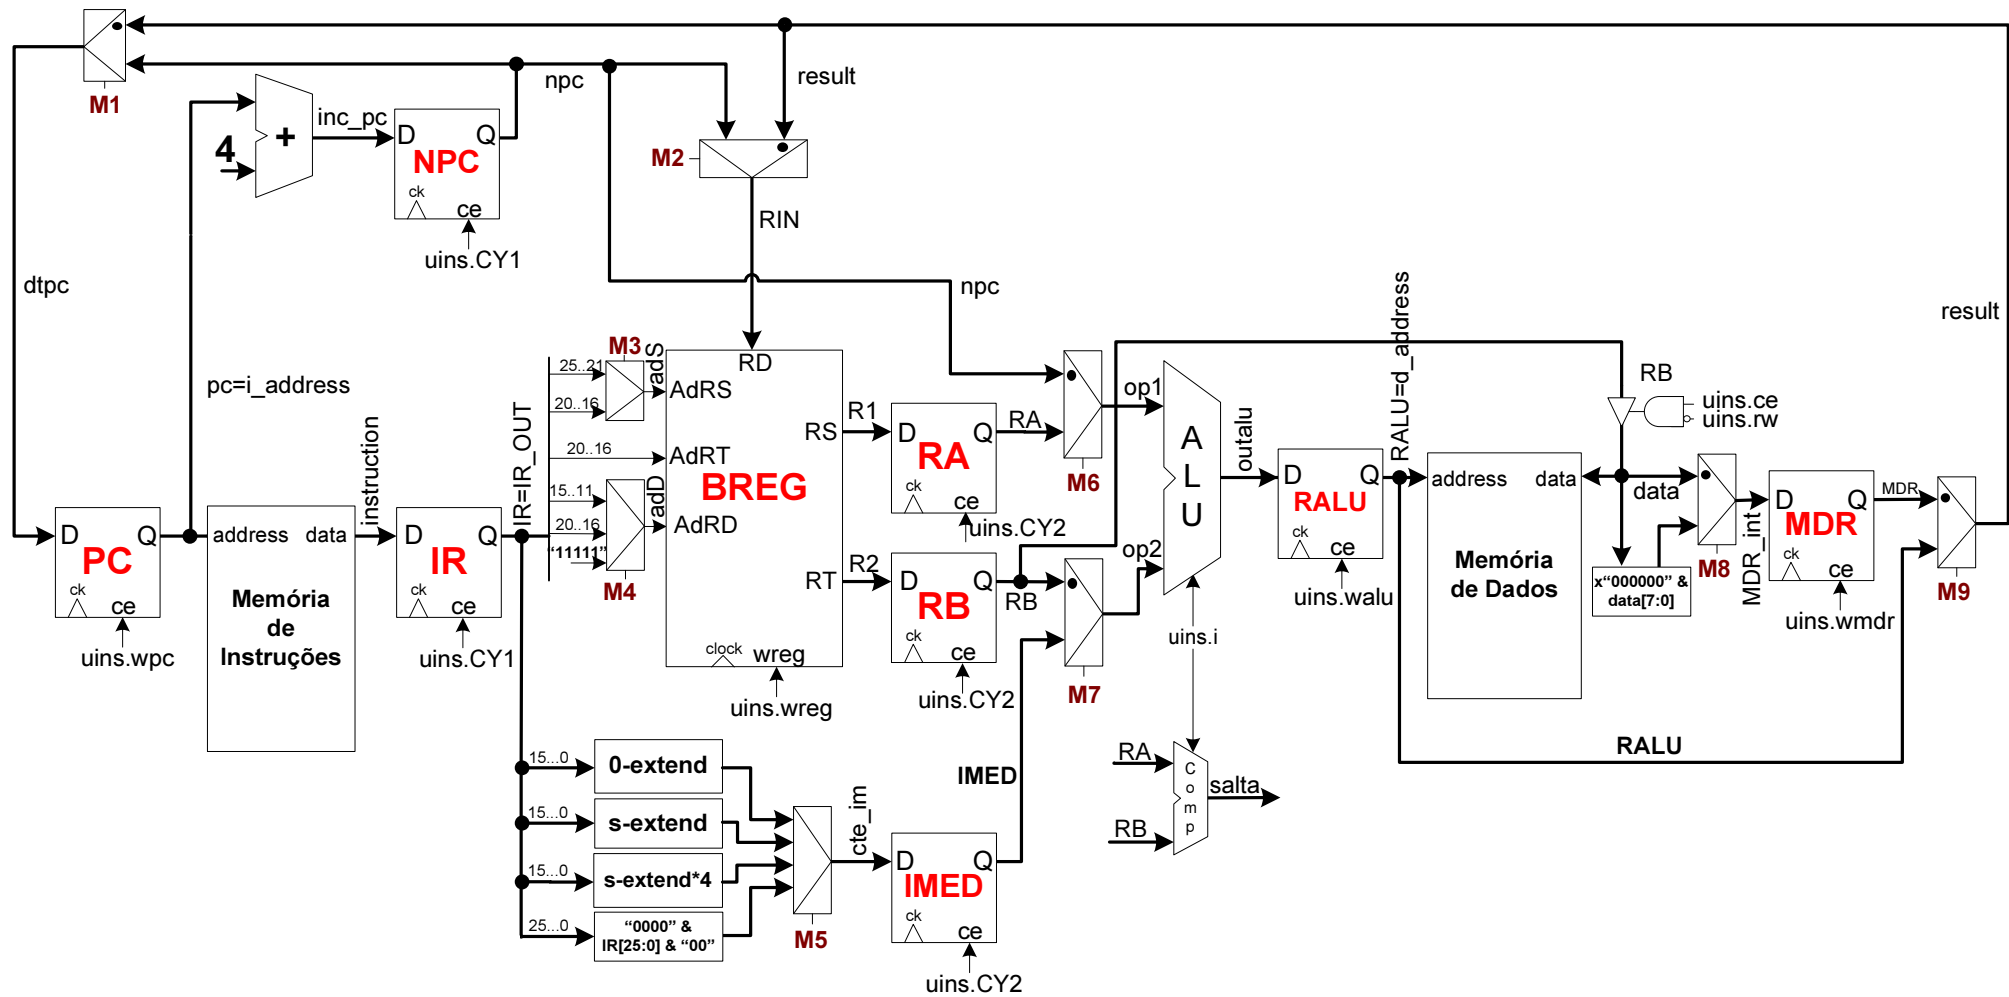 M1
npc
result
inc_pc
4
+
D
Q
NPC
ck
ce
uins.CY1
M2
RIN
dtpc
npc
result
pc=i_address
instruction
IR=IR_OUT
D
Q
PC
ck
ce
uins.wpc
address
data
Memória
de
Instruções
D
Q
IR
ck
ce
uins.CY1
M3
25..21
20..16
adS
20..16
15..11
20..16
"11111"
adD
M4
RD
AdRS
AdRT
AdRD
BREG
RS
RT
clock
wreg
uins.wreg
R1
D
Q
RA
ck
ce
uins.CY2
RA
R2
D
Q
RB
ck
ce
uins.CY2
RB
M6
M7
op1
op2
A
L
U
uins.i
outalu
D
Q
RALU
ck
ce
uins.walu
RALU=d_address
address
data
Memória
de Dados
RB
uins.ce
uins.rw
data
x"000000" &
data[7:0]
M8
MDR_int
D
Q
MDR
ck
ce
uins.wmdr
MDR
M9
RALU
15...0
0-extend
15...0
s-extend
15...0
s-extend*4
25...0
"0000" &
IR[25:0] & "00"
M5
cte_im
D
Q
IMED
ck
ce
uins.CY2
IMED
RA
RB
C
o
m
p
salta